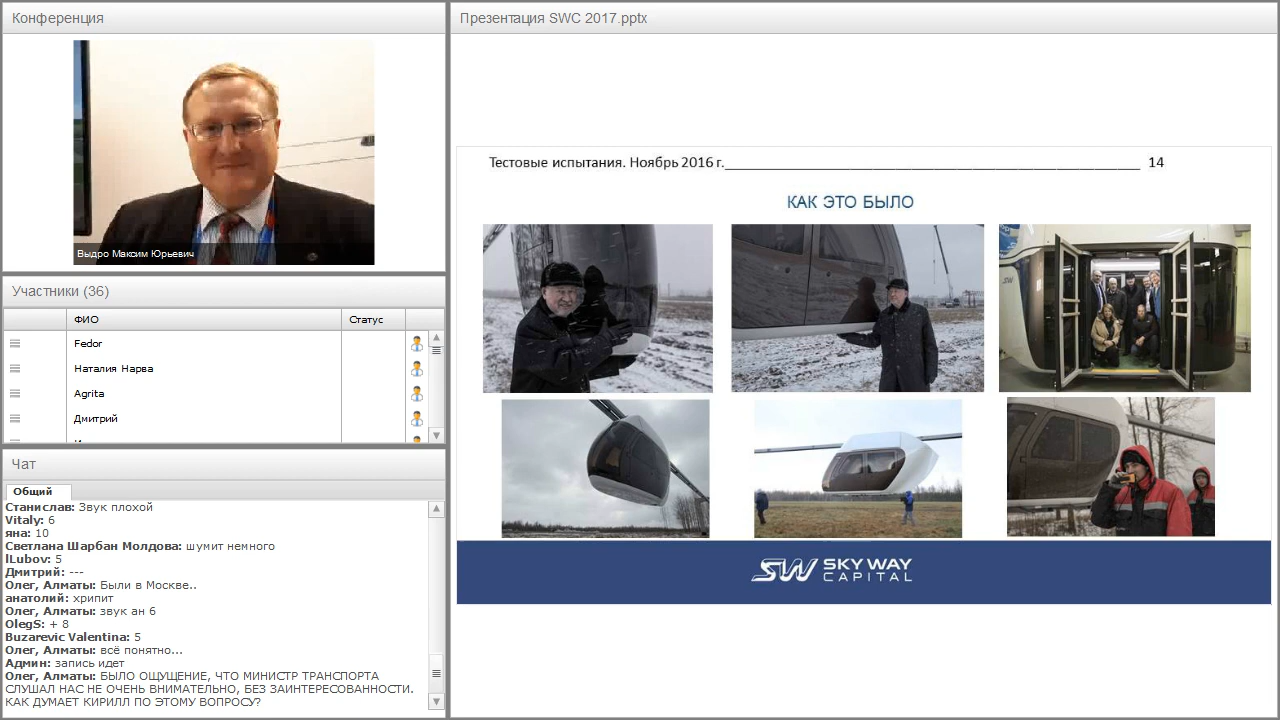 Конференция
Выдро Максим Юрьевич
Участники (36)
ФИО Статус
Fedor
Наталия Нарва
Agrita
Дмитрий
Чат
Общий
Станислав: Звук плохой
Vitaly: 6
яна: 10
Светлана Шарбан Молдова: шумит немного
lLubov: 5
Дмитрий: ---
Олег, Алматы: Были в Москве..
анатолий: хрипит
Олег, Алматы: звук ан 6
OlegS: + 8
Buzarevic Valentina: 5
Олег, Алматы: всё понятно...
Админ: запись идет
Олег, Алматы: БЫЛО ОЩУЩЕНИЕ, ЧТО МИНИСТР ТРАНСПОРТА
СЛУШАЛ НАС НЕ ОЧЕНЬ ВНИМАТЕЛЬНО, БЕЗ ЗАИНТЕРЕСОВАННОСТИ.
КАК ДУМАЕТ КИРИЛЛ ПО ЭТОМУ ВОПРОСУ?
Презентация SWC 2017.pptx
Тестовые испытания. Ноябрь 2016 г. 14
КАК ЭТО БЫЛО
SW SKY WAY
CAPITAL